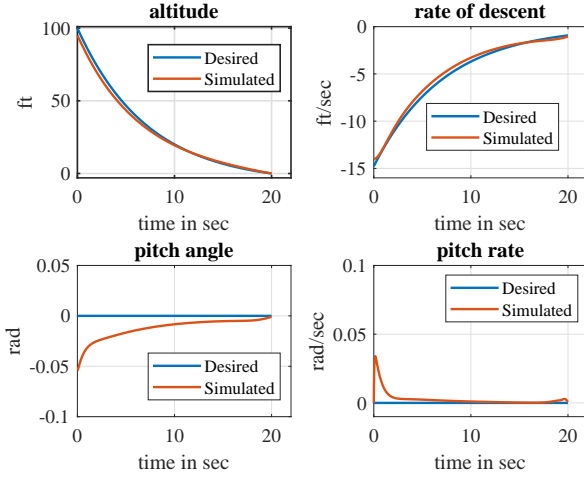 altitude
100
50
0
ft
0
10
20
time in sec
Desired
Simulated
rate of descent
0
-5
-10
-15
ft/sec
0
10
20
time in sec
Desired
Simulated
pitch angle
0.05
0
-0.05
-0.1
rad
0
10
20
time in sec
Desired
Simulated
pitch rate
0.1
0.05
0
rad/sec
0
10
20
time in sec
Desired
Simulated